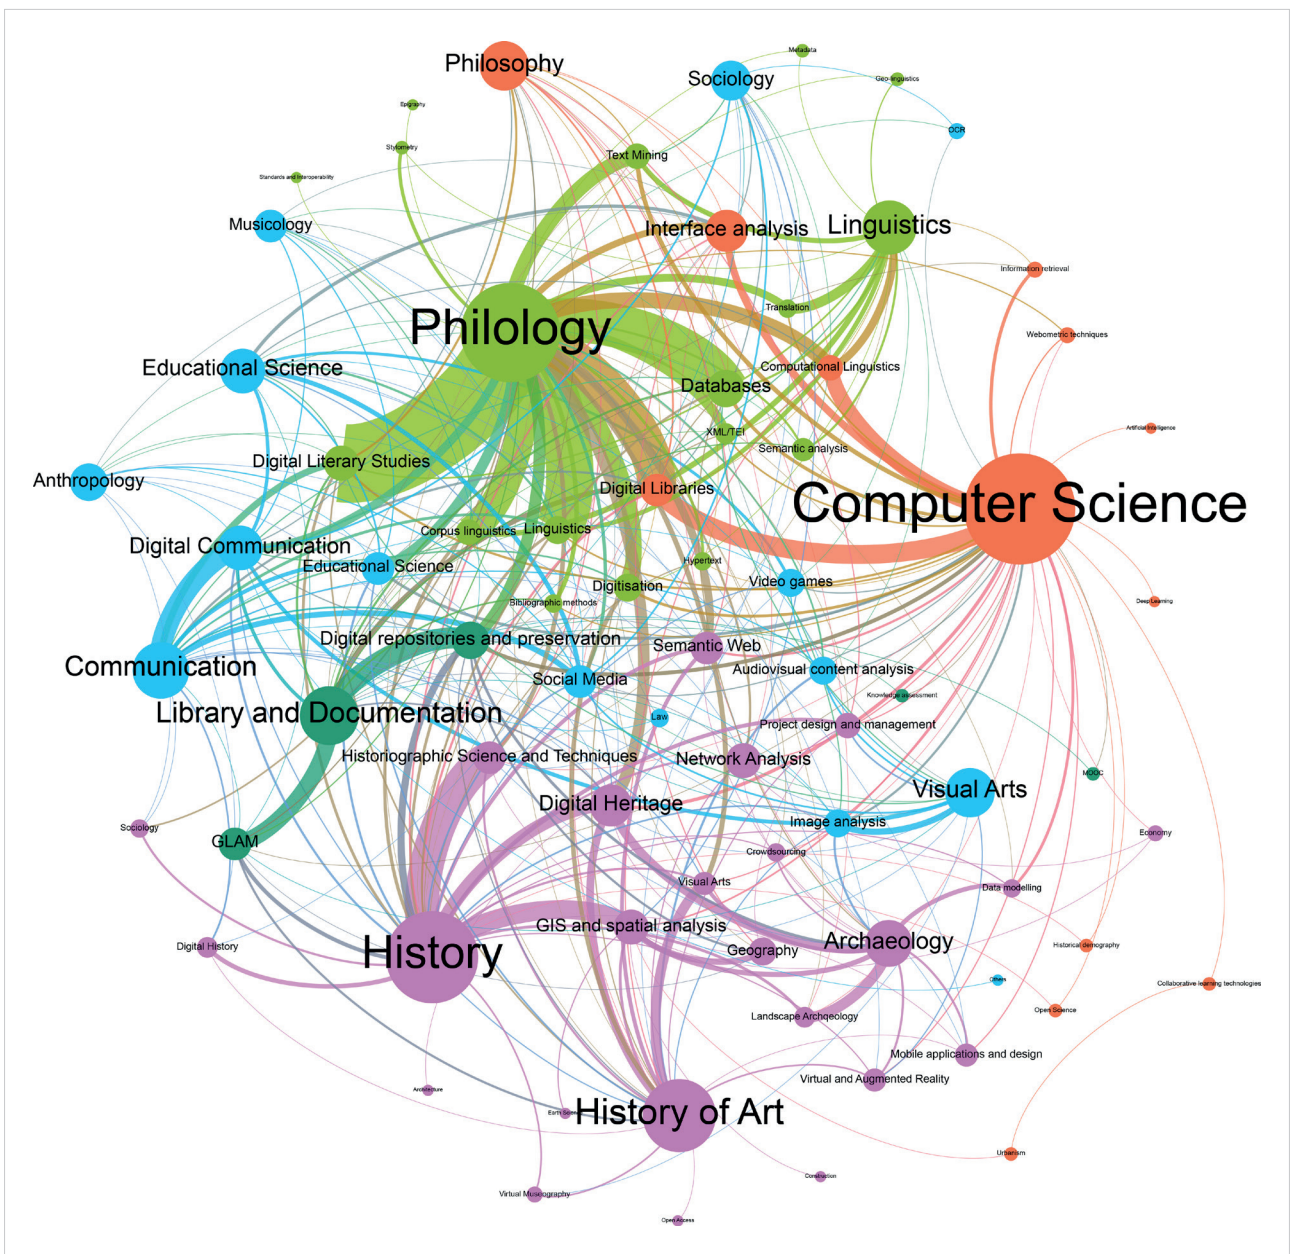 Metadata
Philosophy
Sociology
Geo-linguistics
Epigraphy
OCR
Stylometry
Text Mining
Standards and Interoperability
Musicology
Interface analysis
Linguistics
Information retrieval
Translation
Philology
Webometric techniques
Educational Science
Computational Linguistics
Databases
Artificial Intelligence
XML/TEI
Semantic analysis
Digital Literary Studies
Anthropology
Digital Libraries
Computer Science
Corpus linguistics
Linguistics
Digital Communication
Hypertext
Educational Science
Digitisation
Video games
Bibliographic methods
Deep Learning
Digital repositories and preservation
Semantic Web
Communication
Social Media
Audiovisual content analysis
Knowledge assessment
Library and Documentation
Law
Project design and management
Historiographic Science and Techniques
Network Analysis
MOOC
Visual Arts
Digital Heritage
Image analysis
Sociology
Economy
GLAM
Crowdsourcing
Visual Arts
Data modelling
GIS and spatial analysis
Digital History
History
Geography
Archaeology
Historical demography
Others
Collaborative learning technologies
Landscape Archqeology
Open Science
Mobile applications and design
Virtual and Augmented Reality
Architecture
Earth Scien
History of Art
Urbanism
Construction
Virtual Museography
Open Access